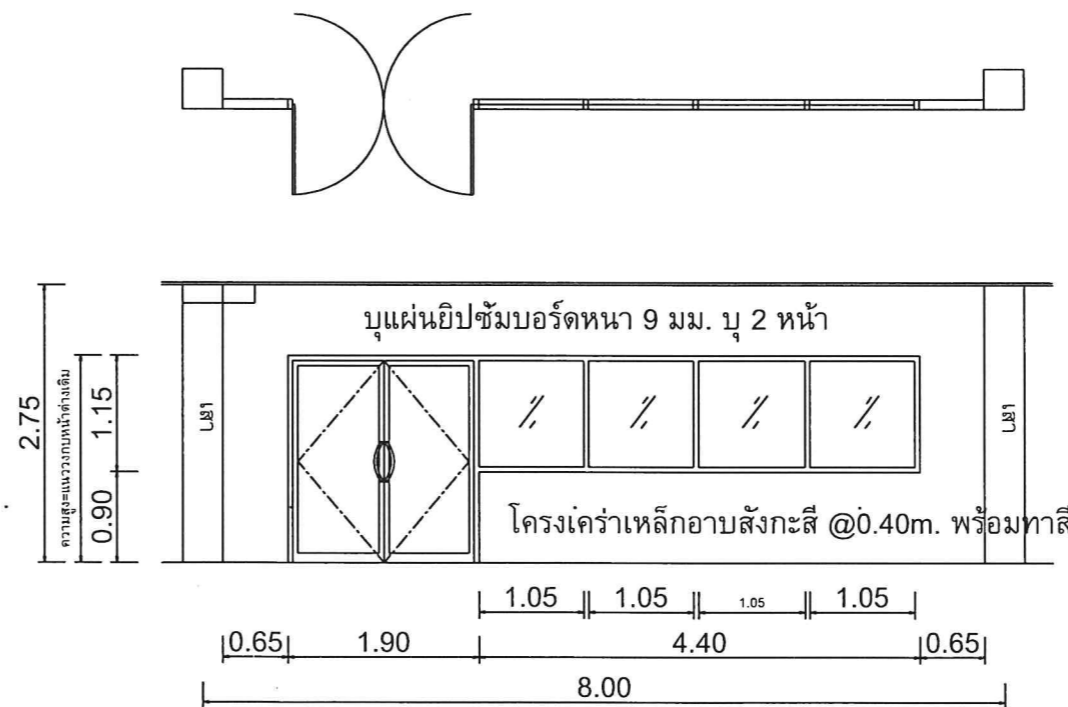 บุแผ่นยิปซัมบอร์ดหนา 9 มม. บุ 2 หน้า
2.75
ความสูง=แนววงกบหน้าต่างเดิม
1.15
0.90
เสา
เสา
โครงเคร่าเหล็กอาบสังกะสี @0.40m. พร้อมทาสี
1.05 1.05 1.05 1.05
0.65 1.90 4.40 0.65
8.00